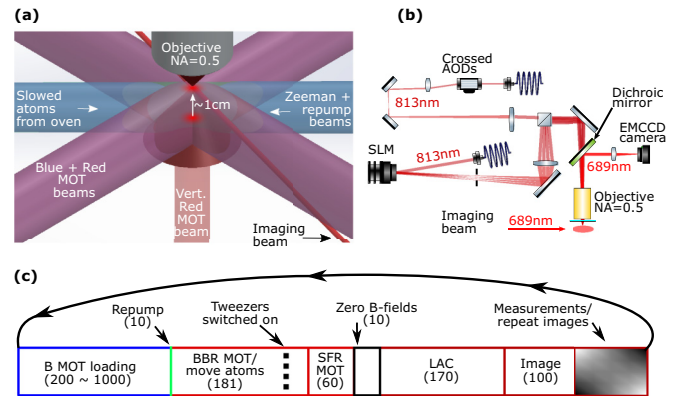 (a)
Objective
NA=0.5
~1cm
Slowed
atoms
from oven
Zeeman +
repump
beams
Blue + Red
MOT
beams
Vert.
Red
MOT
beam
Imaging
beam
(b)
Crossed
AODs
813nm
Dichroic
mirror
EMCCD
camera
689nm
SLM
813nm
Imaging
beam
689nm
Objective
NA=0.5
(c)
Repump
(10)
Tweezers
switched on
Zero B-fields
(10)
Measurements/
repeat images
B MOT loading
(200 ~ 1000)
BBR MOT/
move atoms
(181)
SFR
MOT
(60)
LAC
(170)
Image
(100)